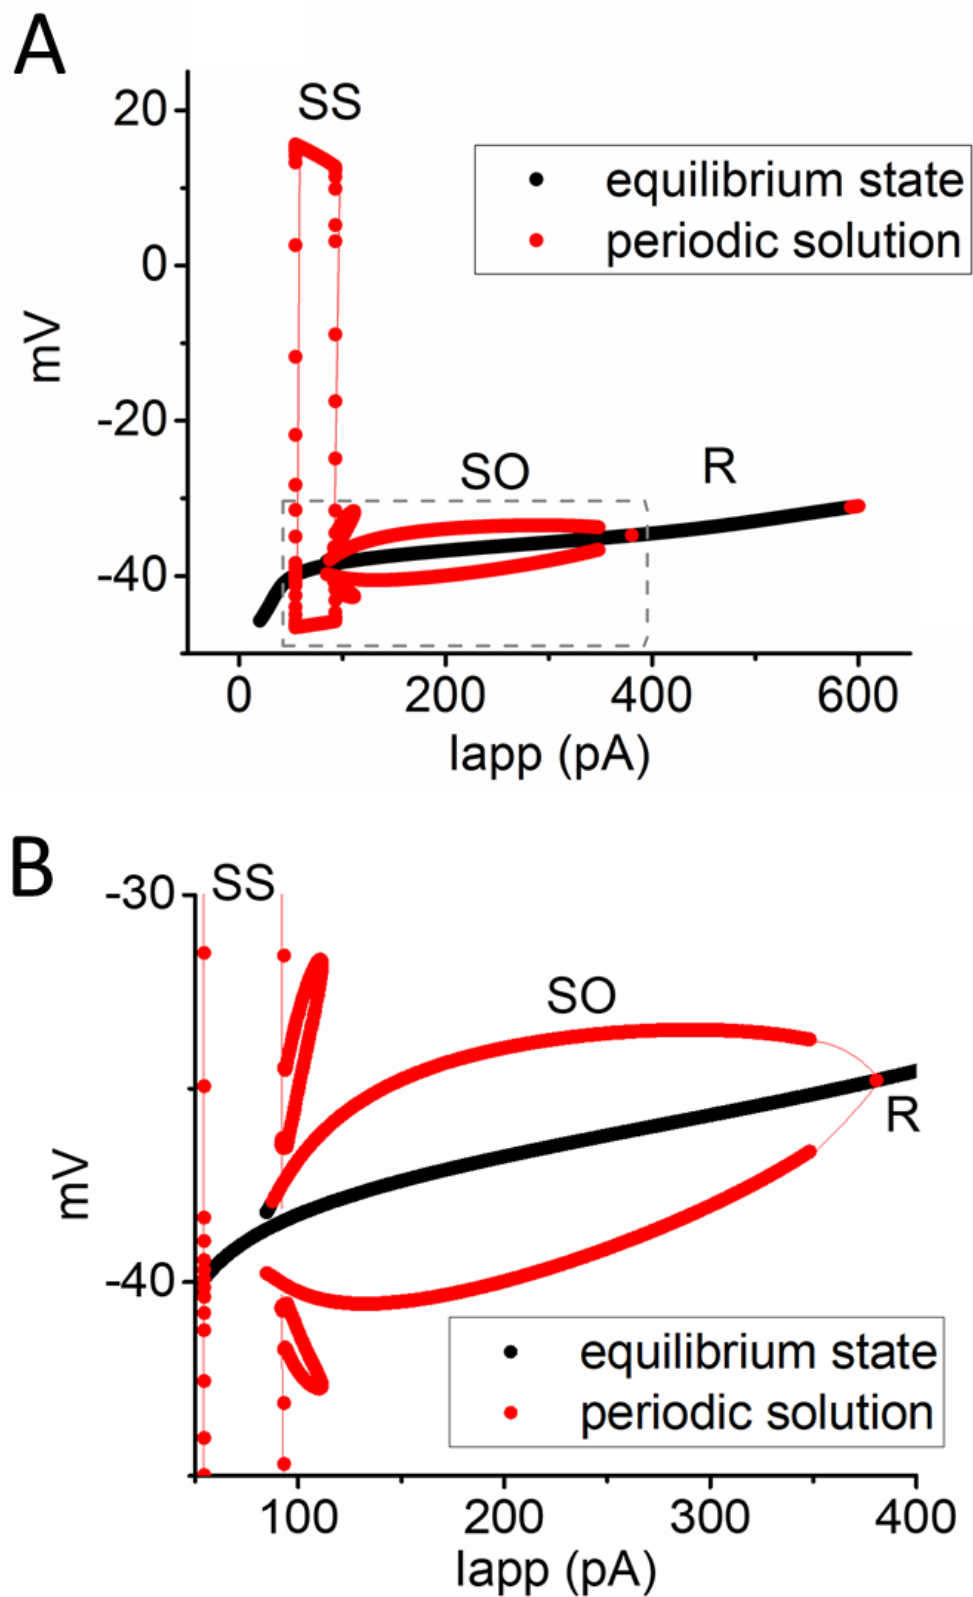 A
SS
20
equilibrium state
periodic solution
0
mV
-20
SO
R
-40
0 200 400 600
Iapp (pA)
B
SS
-30
SO
R
mV
-40
equilibrium state
periodic solution
100 200 300 400
Iapp (pA)